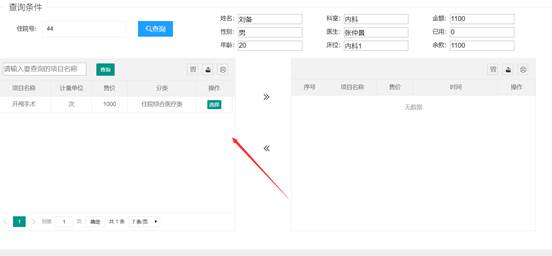 查询条件
住院号: 44 查询
姓名: 刘备 科室: 内科 金额: 1100
性别: 男 医生: 张仲景 已用: 0
年龄: 20 床位: 内科1 余数: 1100
请输入要查询的项目名称 查询
项目名称 计量单位 售价 分类 操作
开颅手术 次 1000 住院综合医疗类 选择
序号 项目名称 售价 时间 操作
无数据
1 到第 1 页 确定 共 1 条 7 条/页